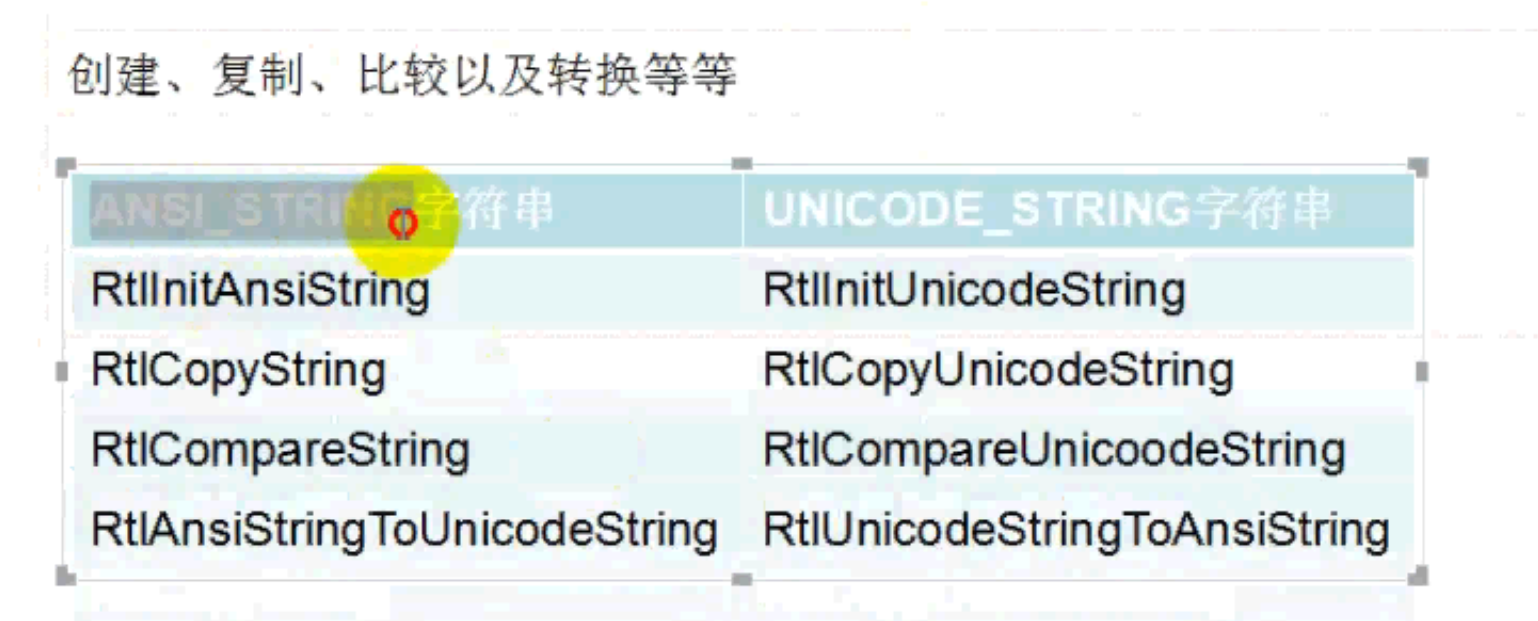 创建、复制、比较以及转换等等
ANSI_STRING字符串 UNICODE_STRING字符串
RtlInitAnsiString RtlInitUnicodeString
RtlCopyString RtlCopyUnicodeString
RtlCompareString RtlCompareUnicoodeString
RtlAnsiStringToUnicodeString RtlUnicodeStringToAnsiString